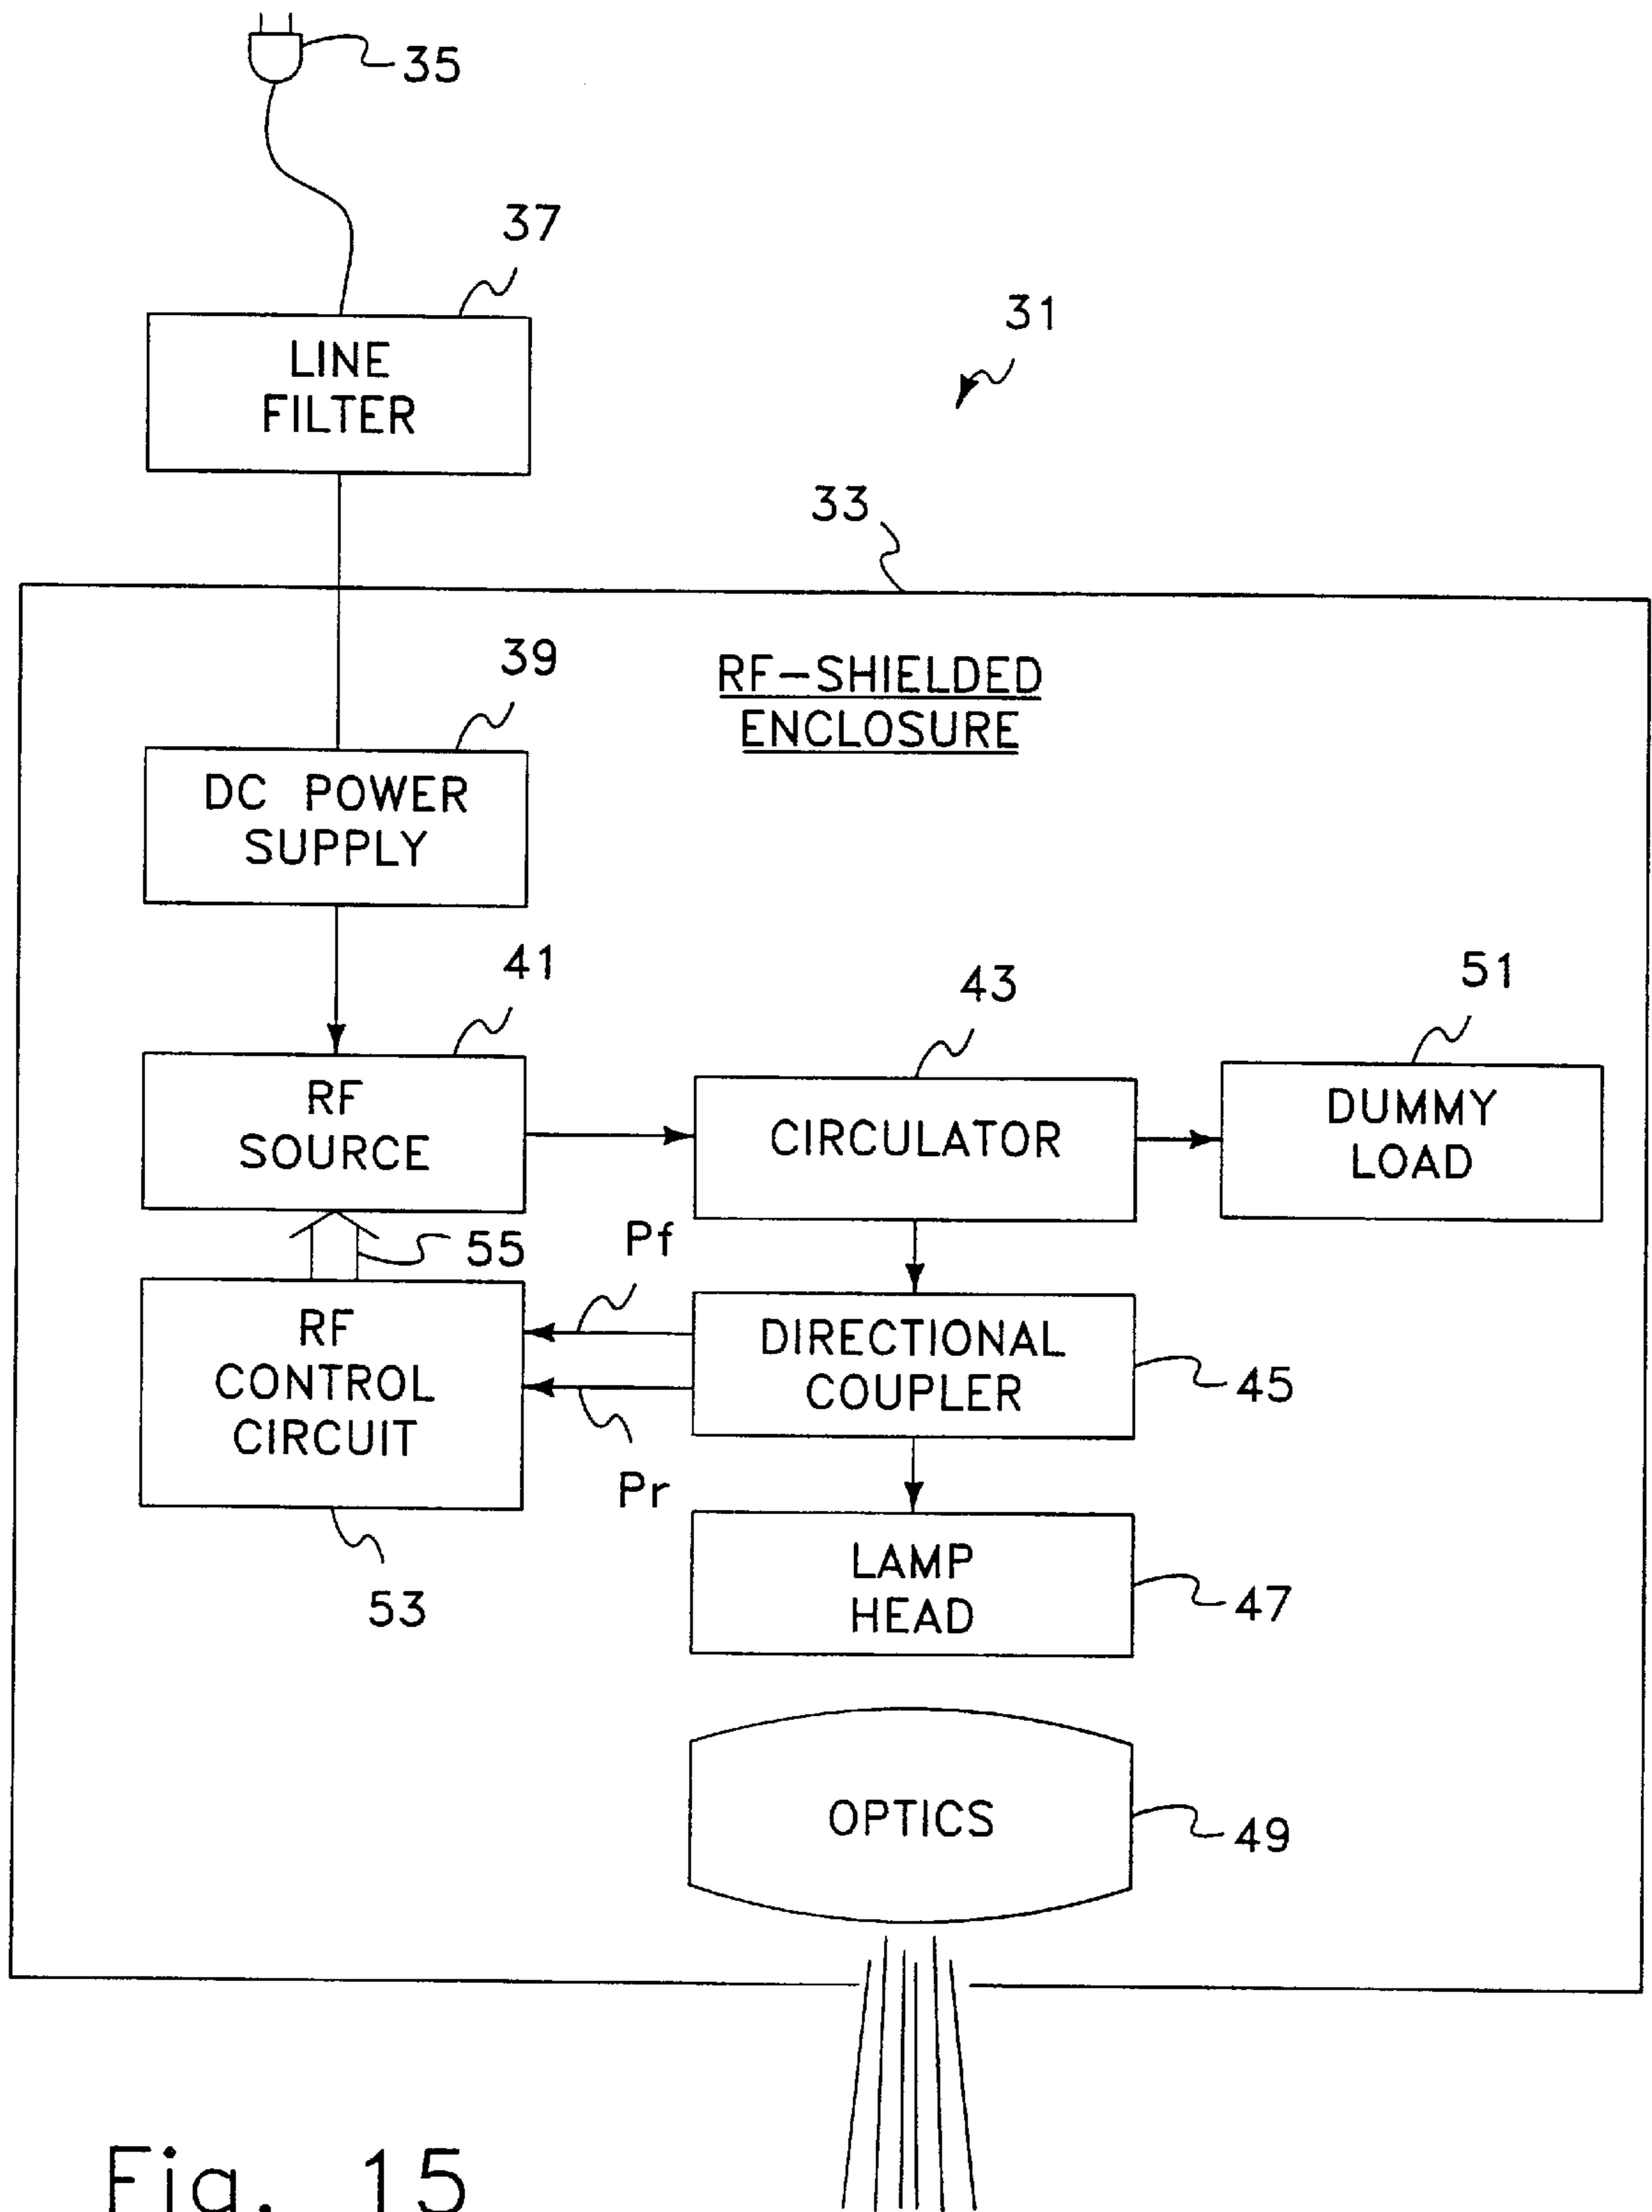 35
37
LINE
FILTER
31
33
RF-SHIELDED
ENCLOSURE
39
DC POWER
SUPPLY
41
43
51
RF
SOURCE
CIRCULATOR
DUMMY
LOAD
55
Pf
RF
CONTROL
CIRCUIT
DIRECTIONAL
COUPLER
45
Pr
53
LAMP
HEAD
47
OPTICS
49
Fig. 15